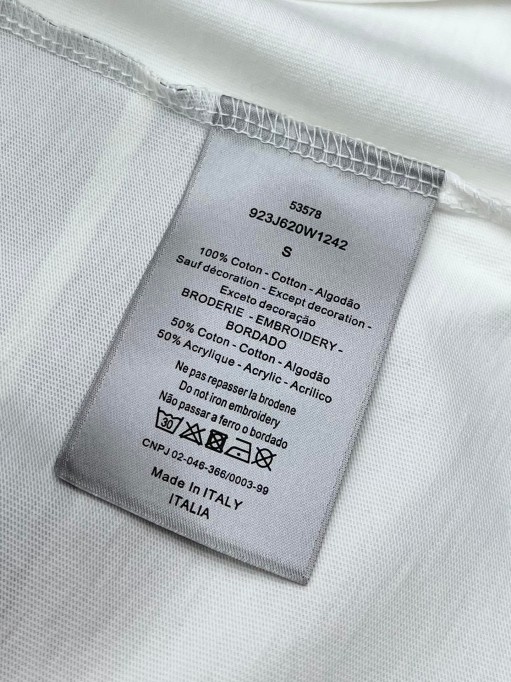 53578
923J620W1242
S
100% Coton - Cotton - Algodão
Sauf décoration - Except decoration -
Exceto decoração
BRODERIE - EMBROIDERY -
BORDADO
50% Coton - Cotton - Algodão
50% Acrylique - Acrylic - Acrílico
Ne pas repasser la brodene
Do not iron embroidery
Não passar a ferro o bordado
30
CNPJ 02-046-366/0003-99
Made In ITALY
ITALIA